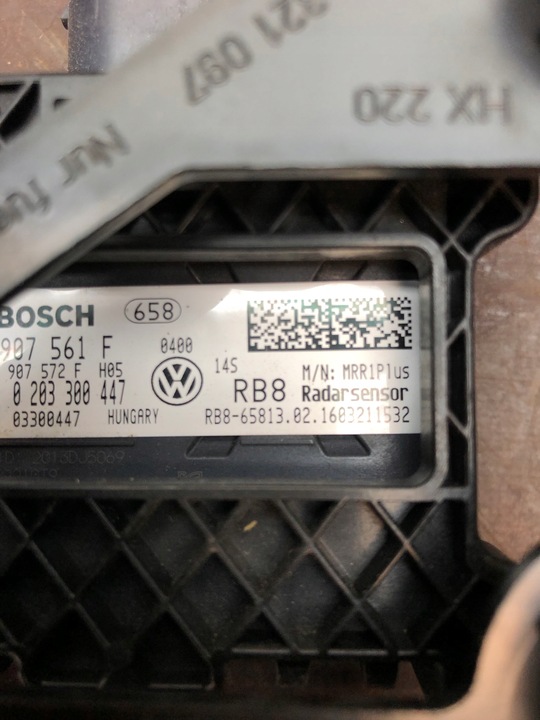 321 097
HX 220
Nur fue
BOSCH 658
907 561 F 0400
907 572 F H05 14S M/N: MRR1Plus
0 203 300 447 RB8 Radarsensor
03300447 HUNGARY RB8-65813.02.1603211532
2013DJ5069